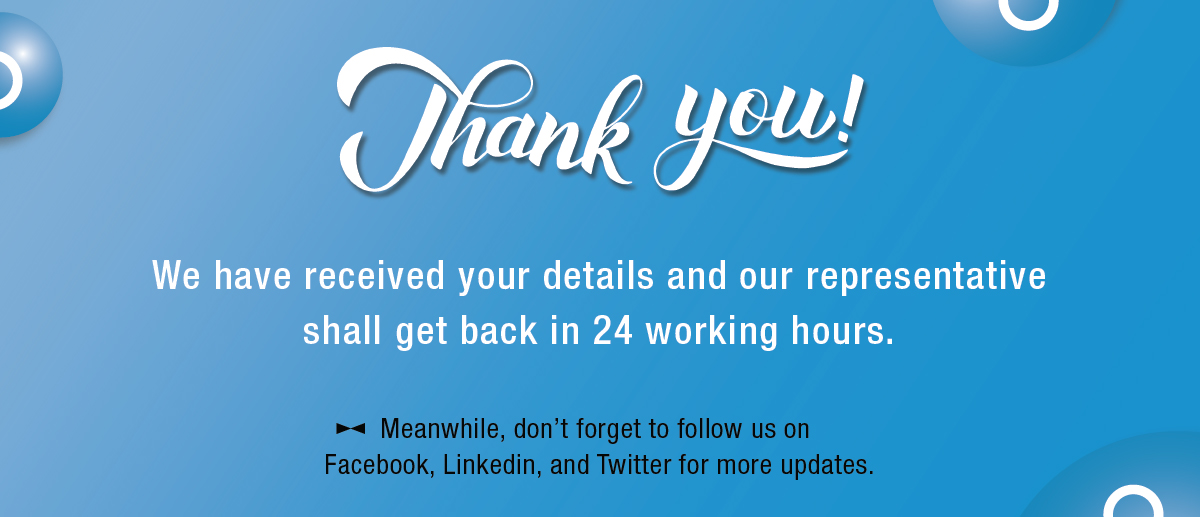 Thank you!
We have received your details and our representative
shall get back in 24 working hours.
Meanwhile, don't forget to follow us on
Facebook, Linkedin, and Twitter for more updates.